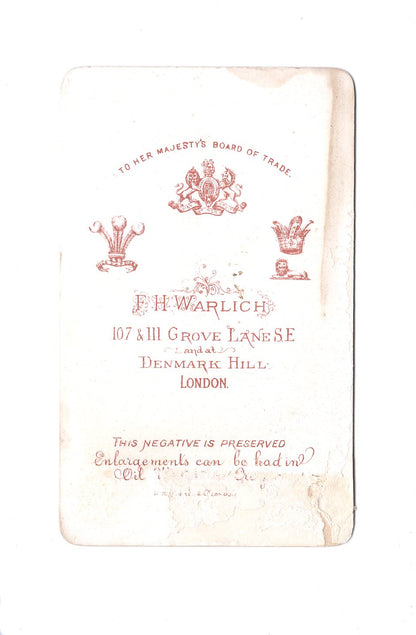 TO HER MAJESTY'S BOARD OF TRADE.
F. H. WARLICH
107 & 111 GROVE LANE S.E
and at
DENMARK HILL
LONDON.
THIS NEGATIVE IS PRESERVED
Enlargements can be had in
Oil